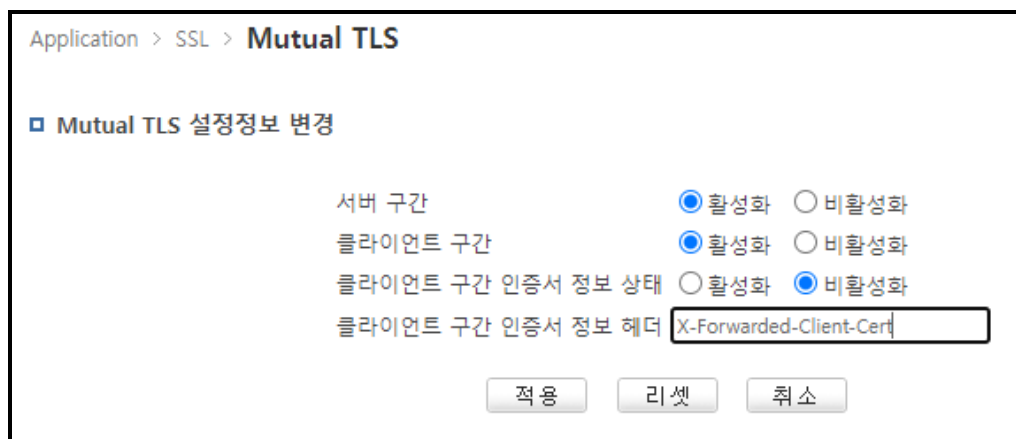 Application > SSL > Mutual TLS
Mutual TLS 설정정보 변경
서버 구간 활성화 비활성화
클라이언트 구간 활성화 비활성화
클라이언트 구간 인증서 정보 상태 활성화 비활성화
클라이언트 구간 인증서 정보 헤더 X-Forwarded-Client-Cert
적용 리셋 취소